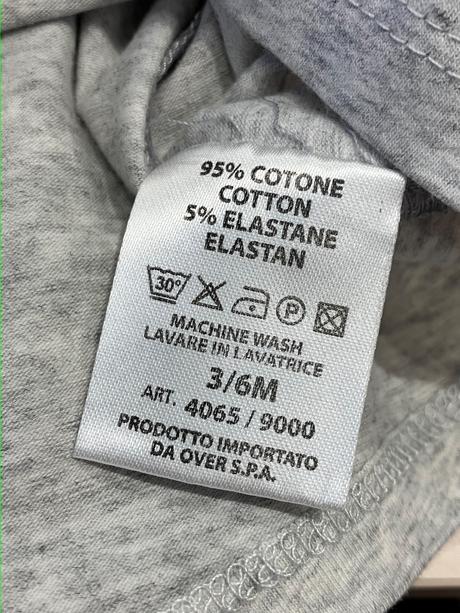 95% COTONE
COTTON
5% ELASTANE
ELASTAN
30°
P
MACHINE WASH
LAVARE IN LAVATRICE
3/6M
ART. 4065 / 9000
PRODOTTO IMPORTATO
DA OVER S.P.A.